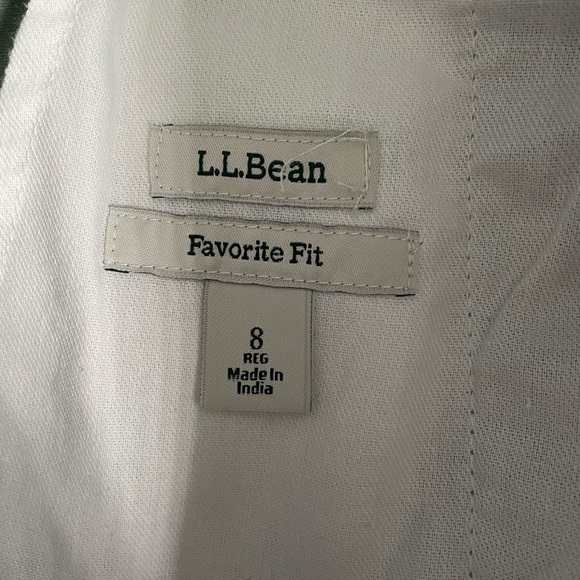 L.L.Bean
Favorite Fit
8
REG
Made In
India